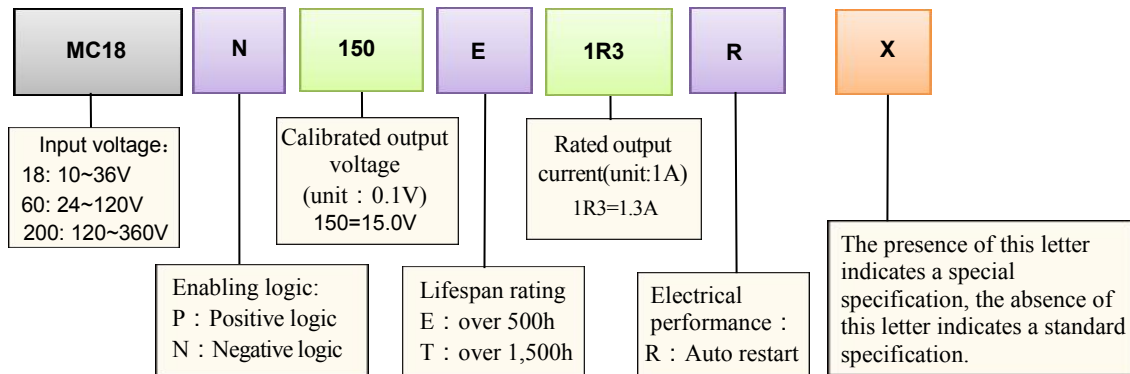 MC18
N
150
E
1R3
R
X
Input voltage：
18: 10~36V
60: 24~120V
200: 120~360V
Calibrated output
voltage
(unit：0.1V)
150=15.0V
Rated output
current(unit:1A)
1R3=1.3A
Enabling logic:
P：Positive logic
N：Negative logic
Lifespan rating
E：over 500h
T：over 1,500h
Electrical
performance：
R：Auto restart
The presence of this letter
indicates a special
specification, the absence of
this letter indicates a standard
specification.